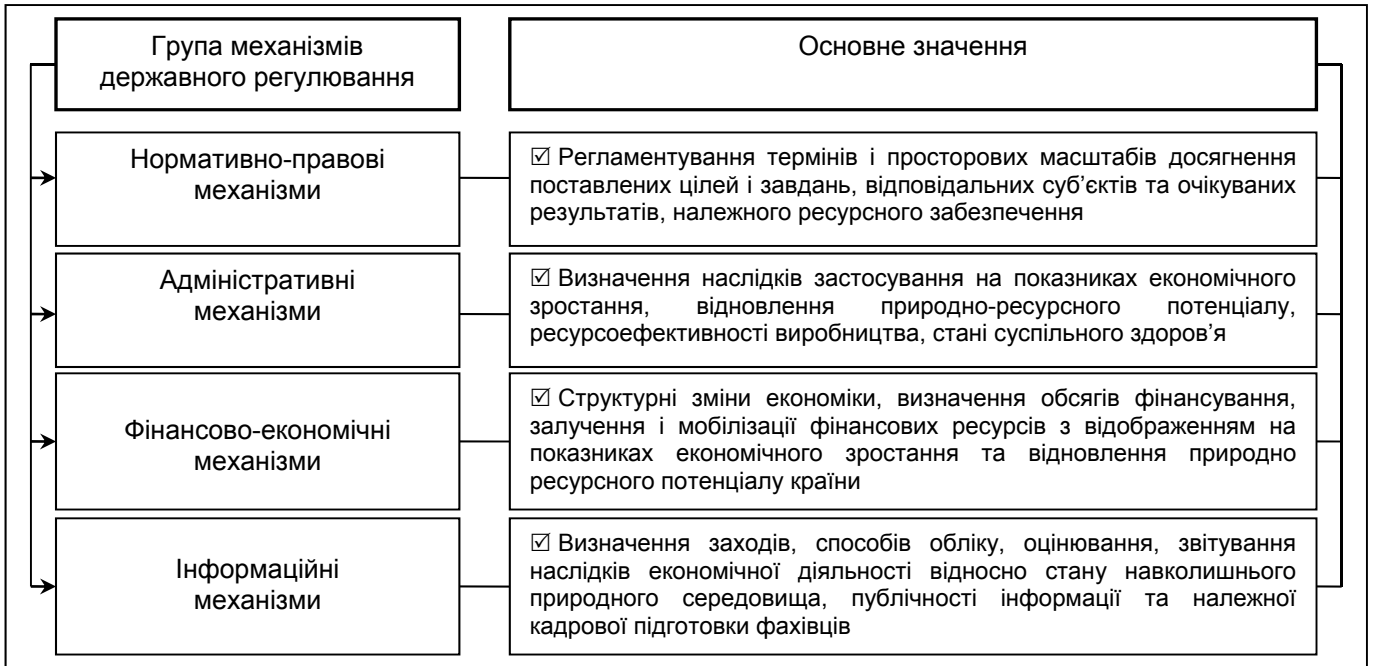 Група механізмів
державного регулювання
Основне значення
Нормативно-правові
механізми
☑ Регламентування термінів і просторових масштабів досягнення
поставлених цілей і завдань, відповідальних суб’єктів та очікуваних
результатів, належного ресурсного забезпечення
Адміністративні
механізми
☑ Визначення наслідків застосування на показниках економічного
зростання, відновлення природно-ресурсного потенціалу,
ресурсоефективності виробництва, стані суспільного здоров’я
Фінансово-економічні
механізми
☑ Структурні зміни економіки, визначення обсягів фінансування,
залучення і мобілізації фінансових ресурсів з відображенням на
показниках економічного зростання та відновлення природно
ресурсного потенціалу країни
Інформаційні
механізми
☑ Визначення заходів, способів обліку, оцінювання, звітування
наслідків економічної діяльності відносно стану навколишнього
природного середовища, публічності інформації та належної
кадрової підготовки фахівців